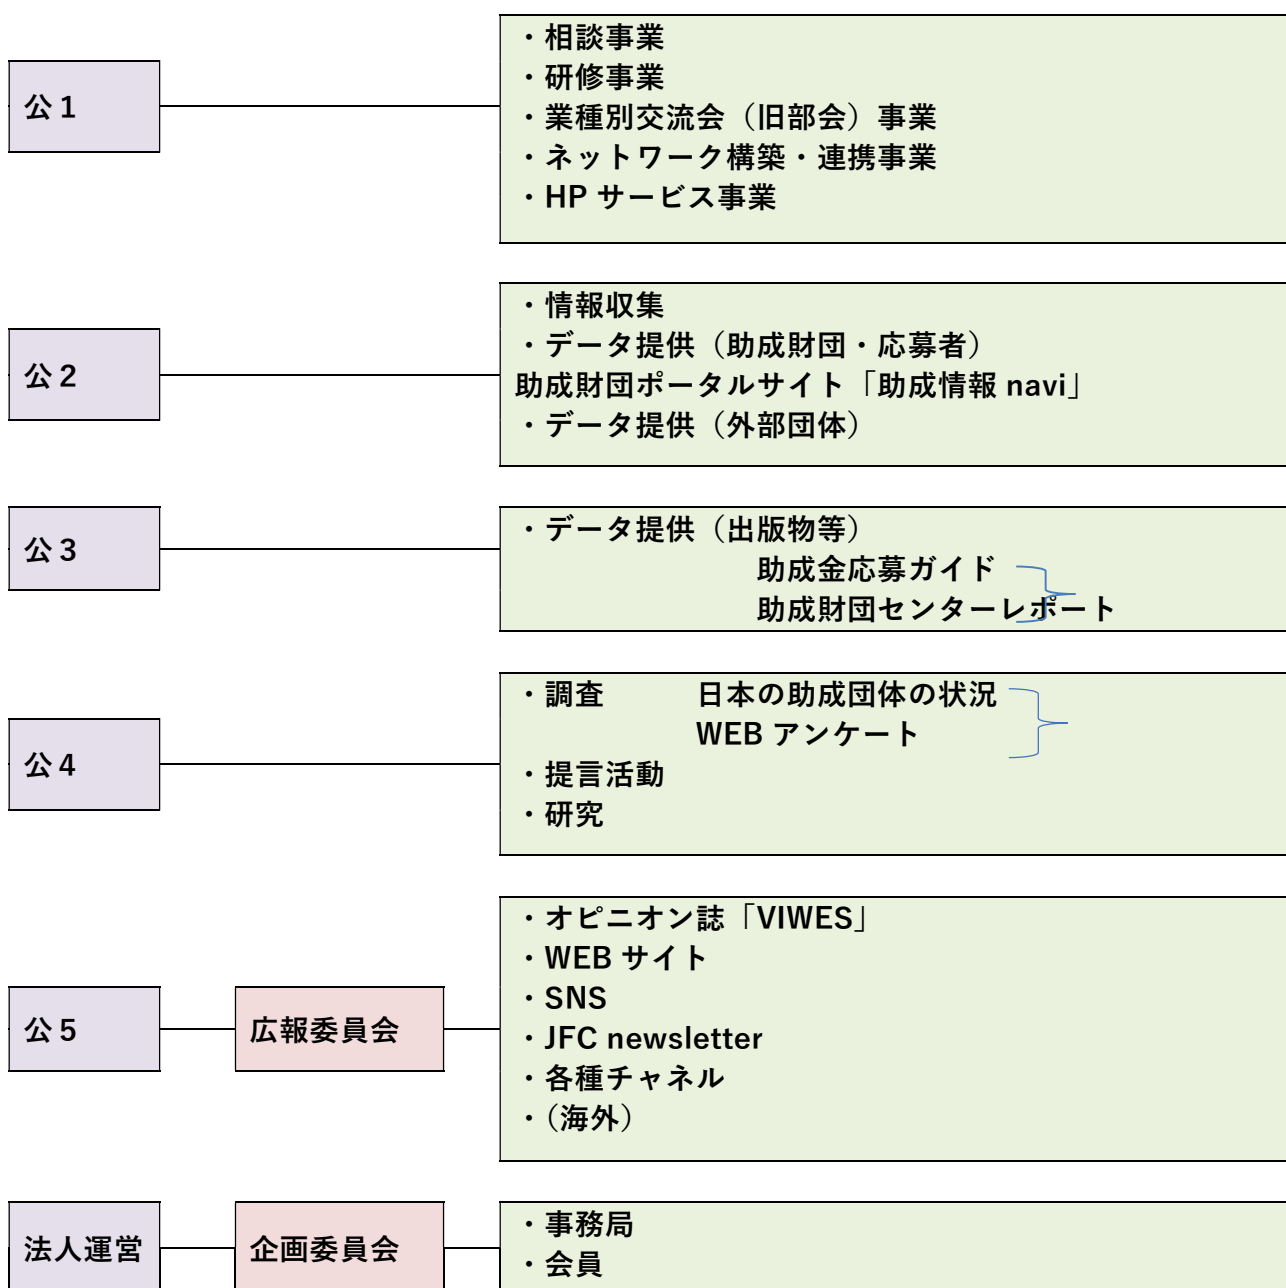 公1
・相談事業
・研修事業
・業種別交流会（旧部会）事業
・ネットワーク構築・連携事業
・HP サービス事業
公2
・情報収集
・データ提供（助成財団・応募者）
助成財団ポータルサイト「助成情報 navi」
・データ提供（外部団体）
公3
・データ提供（出版物等）
助成金応募ガイド
助成財団センターレポート
公4
・調査 日本の助成団体の状況
WEB アンケート
・提言活動
・研究
公5
広報委員会
・オピニオン誌「VIWES」
・WEB サイト
・SNS
・JFC newsletter
・各種チャネル
・（海外）
法人運営
企画委員会
・事務局
・会員